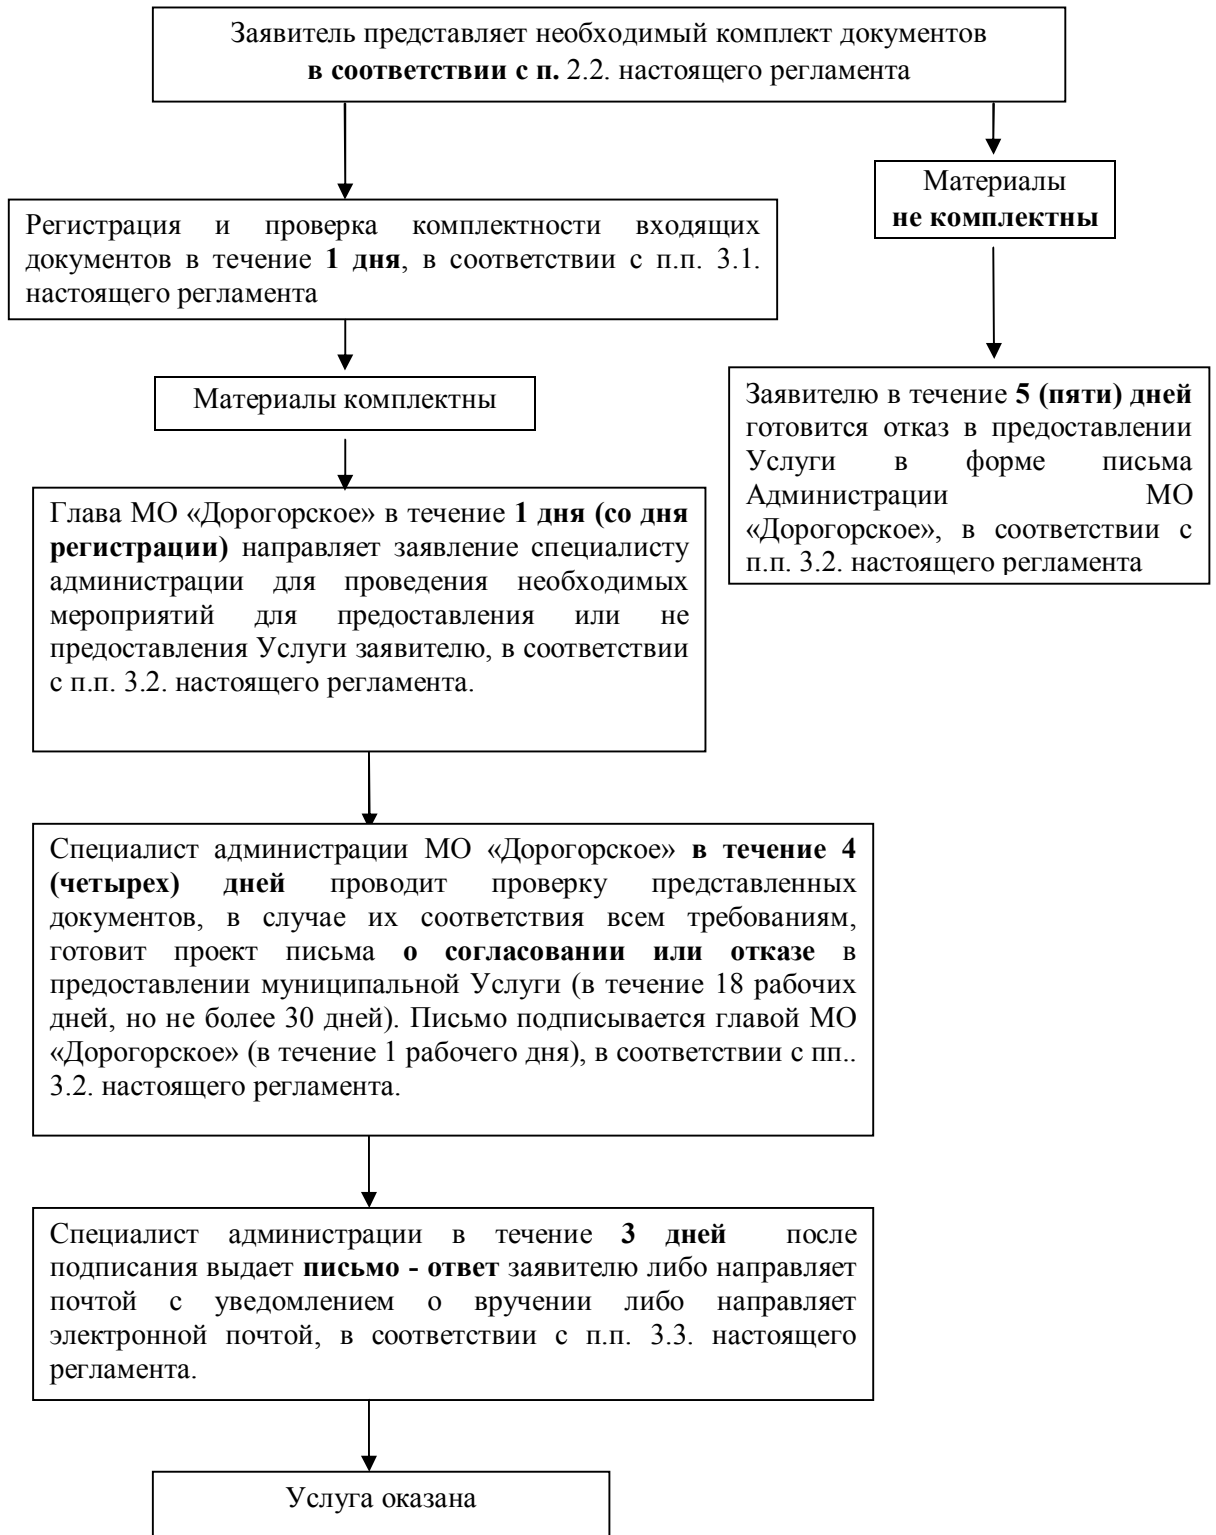 Заявитель представляет необходимый комплект документов
в соответствии с п. 2.2. настоящего регламента
Материалы
не комплектны
Регистрация и проверка комплектности входящих
документов в течение 1 дня, в соответствии с п.п. 3.1.
настоящего регламента
Материалы комплектны
Заявителю в течение 5 (пяти) дней
готовится отказ в предоставлении
Услуги в форме письма
Администрации МО
«Дорогорское», в соответствии с
п.п. 3.2. настоящего регламента
Глава МО «Дорогорское» в течение 1 дня (со дня
регистрации) направляет заявление специалисту
администрации для проведения необходимых
мероприятий для предоставления или не
предоставления Услуги заявителю, в соответствии
с п.п. 3.2. настоящего регламента.
Специалист администрации МО «Дорогорское» в течение 4
(четырех) дней проводит проверку представленных
документов, в случае их соответствия всем требованиям,
готовит проект письма о согласовании или отказе в
предоставлении муниципальной Услуги (в течение 18 рабочих
дней, но не более 30 дней). Письмо подписывается главой МО
«Дорогорское» (в течение 1 рабочего дня), в соответствии с пп..
3.2. настоящего регламента.
Специалист администрации в течение 3 дней после
подписания выдает письмо - ответ заявителю либо направляет
почтой с уведомлением о вручении либо направляет
электронной почтой, в соответствии с п.п. 3.3. настоящего
регламента.
Услуга оказана